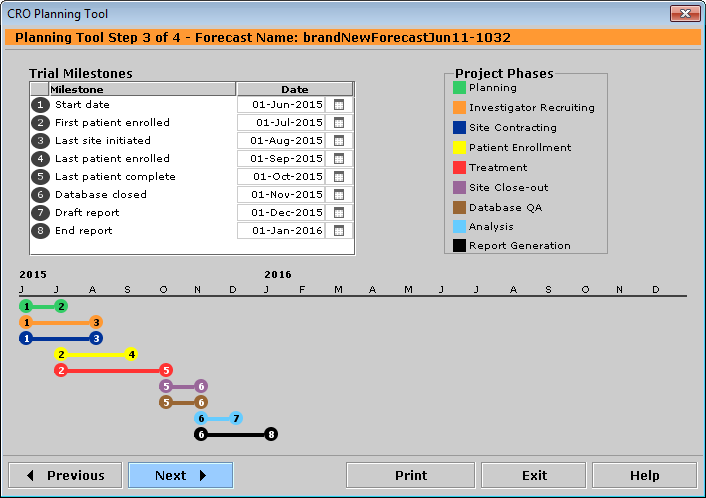 CRO Planning Tool
Planning Tool Step 3 of 4 - Forecast Name: brandNewForecastJun11-1032
Trial Milestones
Milestone Date
1 Start date 01-Jun-2015
2 First patient enrolled 01-Jul-2015
3 Last site initiated 01-Aug-2015
4 Last patient enrolled 01-Sep-2015
5 Last patient complete 01-Oct-2015
6 Database closed 01-Nov-2015
7 Draft report 01-Dec-2015
8 End report 01-Jan-2016
Project Phases
Planning
Investigator Recruiting
Site Contracting
Patient Enrollment
Treatment
Site Close-out
Database QA
Analysis
Report Generation
2015 2016
J J A S O N D J F M A M J J A S O N D
1 2
1 3
1 3
2 4
2 5
5 6
5 6
6 7
6 8
Previous Next Print Exit Help